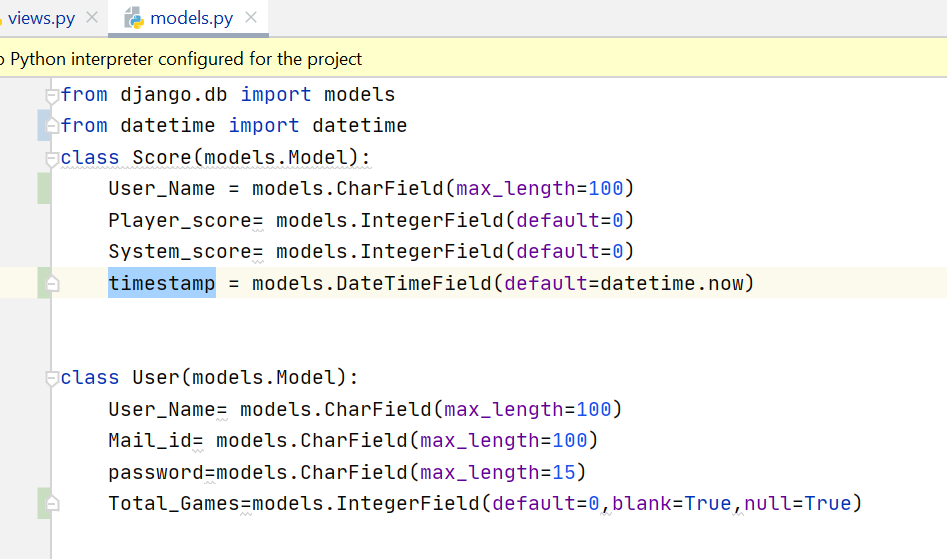 views.py models.py
Python interpreter configured for the project
from django.db import models
from datetime import datetime
class Score(models.Model):
    User_Name = models.CharField(max_length=100)
    Player_score= models.IntegerField(default=0)
    System_score= models.IntegerField(default=0)
    timestamp = models.DateTimeField(default=datetime.now)
class User(models.Model):
    User_Name= models.CharField(max_length=100)
    Mail_id= models.CharField(max_length=100)
    password=models.CharField(max_length=15)
    Total_Games=models.IntegerField(default=0,blank=True,null=True)